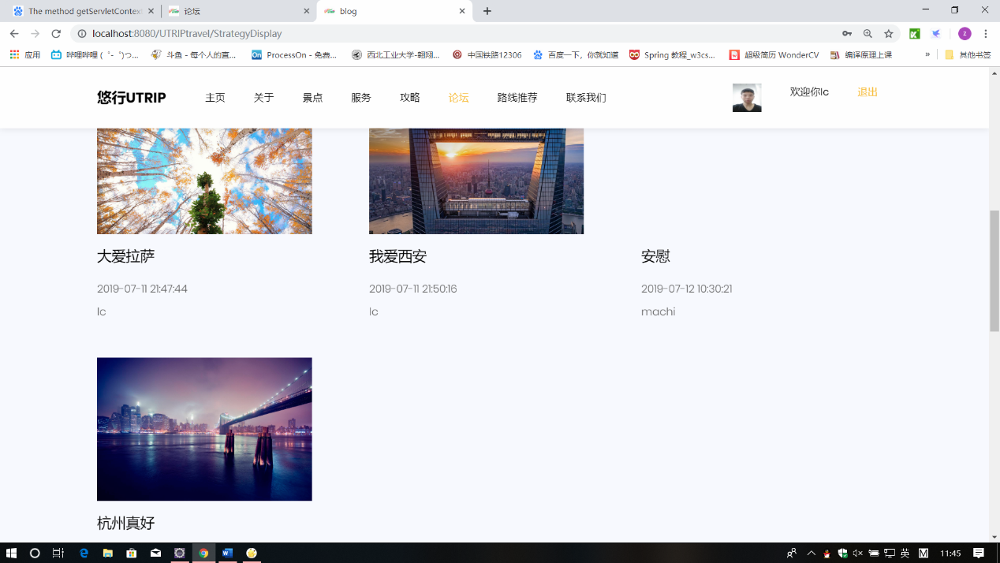 The method getServletContext
论坛
blog
localhost:8080/UTRIPtravel/StrategyDisplay
应用
哔哩哔哩 (゜-゜)つ...
斗鱼 - 每个人的直...
ProcessOn - 免费...
西北工业大学-翱翔...
中国铁路12306
百度一下，你就知道
Spring 教程_w3cs...
超级简历 WonderCV
编译原理上课
»
其他书签
悠行UTRIP 主页 关于 景点 服务 攻略 论坛 路线推荐 联系我们 欢迎你lc 退出
大爱拉萨 我爱西安 安慰
2019-07-11 21:47:44 2019-07-11 21:50:16 2019-07-12 10:30:21
lc lc machi
杭州真好
英 M 11:45